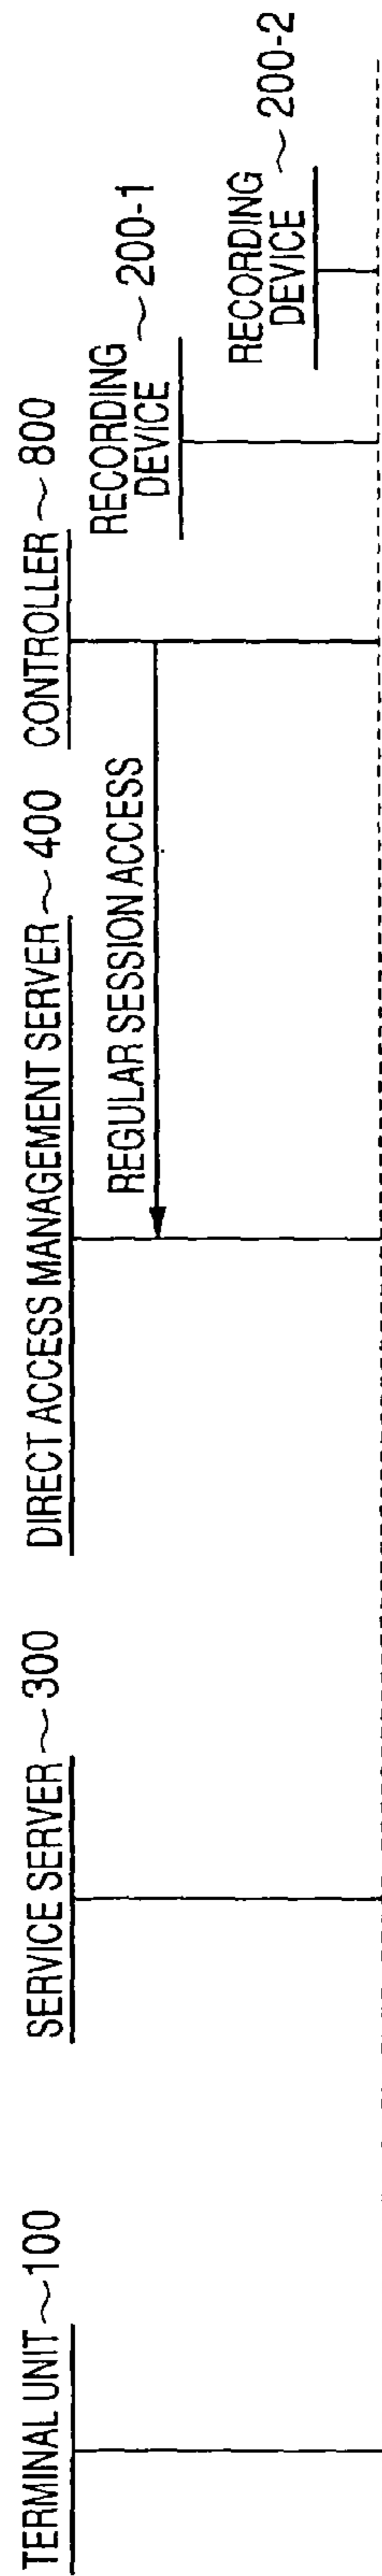 TERMINAL UNIT ~100
SERVICE SERVER ~ 300
DIRECT ACCESS MANAGEMENT SERVER ~ 400
CONTROLLER ~ 800
RECORDING
DEVICE ~ 200-1
RECORDING
DEVICE ~ 200-2
REGULAR SESSION ACCESS